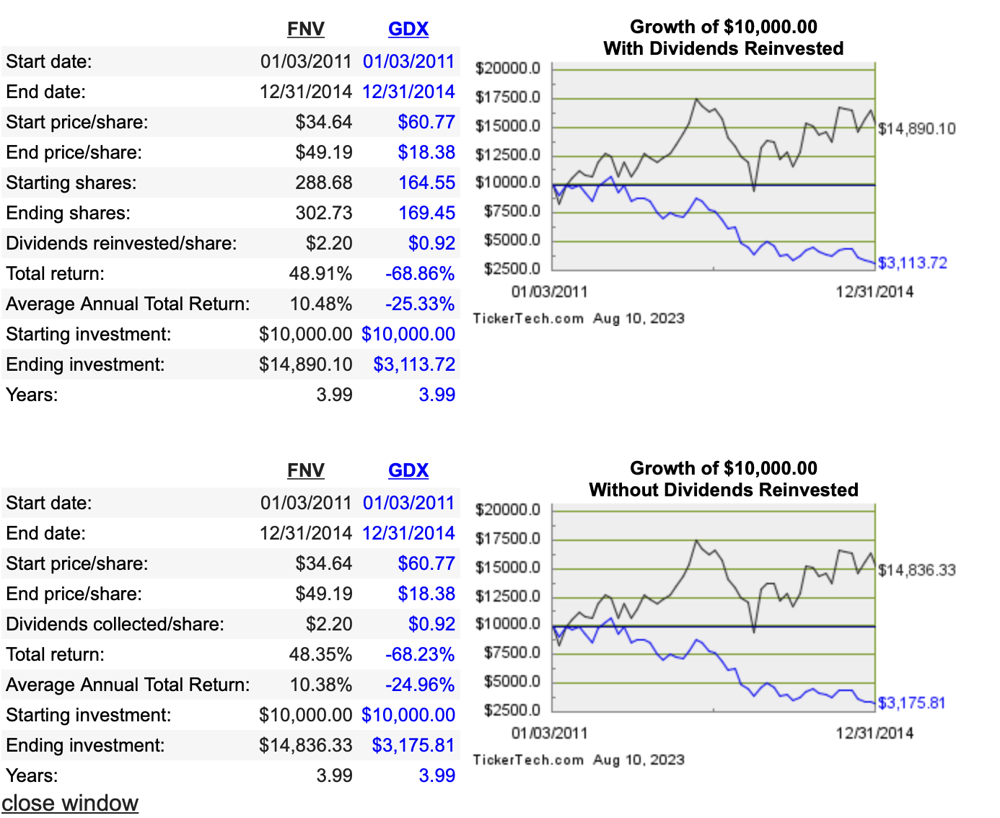 FNV GDX
Start date: 01/03/2011 01/03/2011
End date: 12/31/2014 12/31/2014
Start price/share: $34.64 $60.77
End price/share: $49.19 $18.38
Starting shares: 288.68 164.55
Ending shares: 302.73 169.45
Dividends reinvested/share: $2.20 $0.92
Total return: 48.91% -68.86%
Average Annual Total Return: 10.48% -25.33%
Starting investment: $10,000.00 $10,000.00
Ending investment: $14,890.10 $3,113.72
Years: 3.99 3.99
Growth of $10,000.00
With Dividends Reinvested
$20000.0
$17500.0
$15000.0
$14,890.10
$12500.0
$10000.0
$7500.0
$5000.0
$2500.0
$3,113.72
01/03/2011 12/31/2014
TickerTech.com Aug 10, 2023
FNV GDX
Start date: 01/03/2011 01/03/2011
End date: 12/31/2014 12/31/2014
Start price/share: $34.64 $60.77
End price/share: $49.19 $18.38
Dividends collected/share: $2.20 $0.92
Total return: 48.35% -68.23%
Average Annual Total Return: 10.38% -24.96%
Starting investment: $10,000.00 $10,000.00
Ending investment: $14,836.33 $3,175.81
Years: 3.99 3.99
Growth of $10,000.00
Without Dividends Reinvested
$20000.0
$17500.0
$15000.0
$14,836.33
$12500.0
$10000.0
$7500.0
$5000.0
$2500.0
$3,175.81
01/03/2011 12/31/2014
TickerTech.com Aug 10, 2023
close window